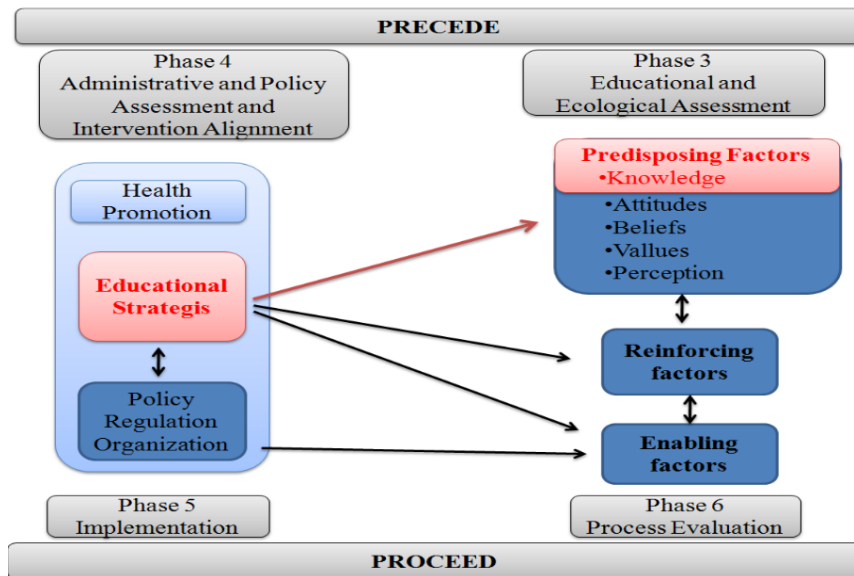 PRECEDE
Phase 4
Administrative and Policy
Assessment and
Intervention Alignment
Phase 3
Educational and
Ecological Assessment
Health
Promotion
Educational
Strategis
Policy
Regulation
Organization
Predisposing Factors
•Knowledge
•Attitudes
•Beliefs
•Vallues
•Perception
Reinforcing
factors
Enabling
factors
Phase 5
Implementation
Phase 6
Process Evaluation
PROCEED